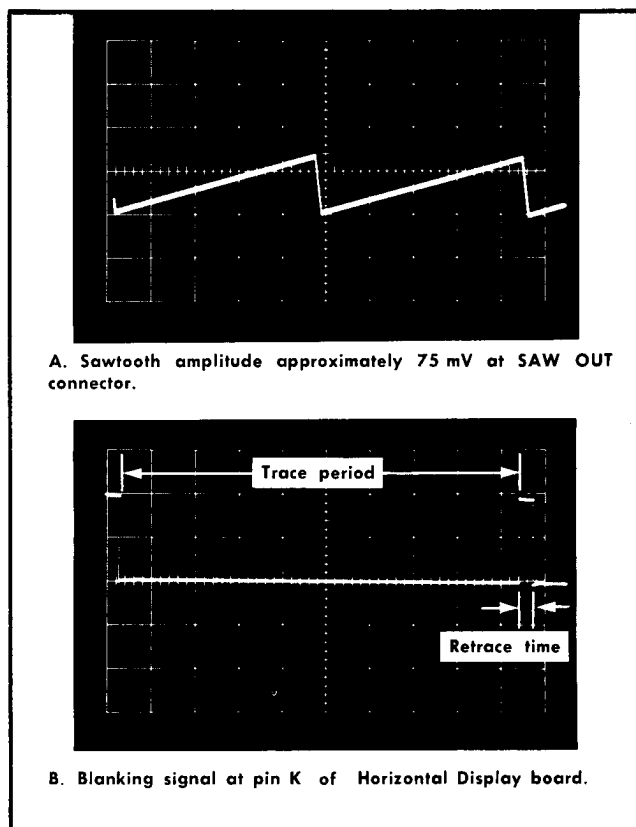 A. Sawtooth amplitude approximately 75 mV at SAW OUT
connector.
Trace period
Retrace time
B. Blanking signal at pin K of Horizontal Display board.